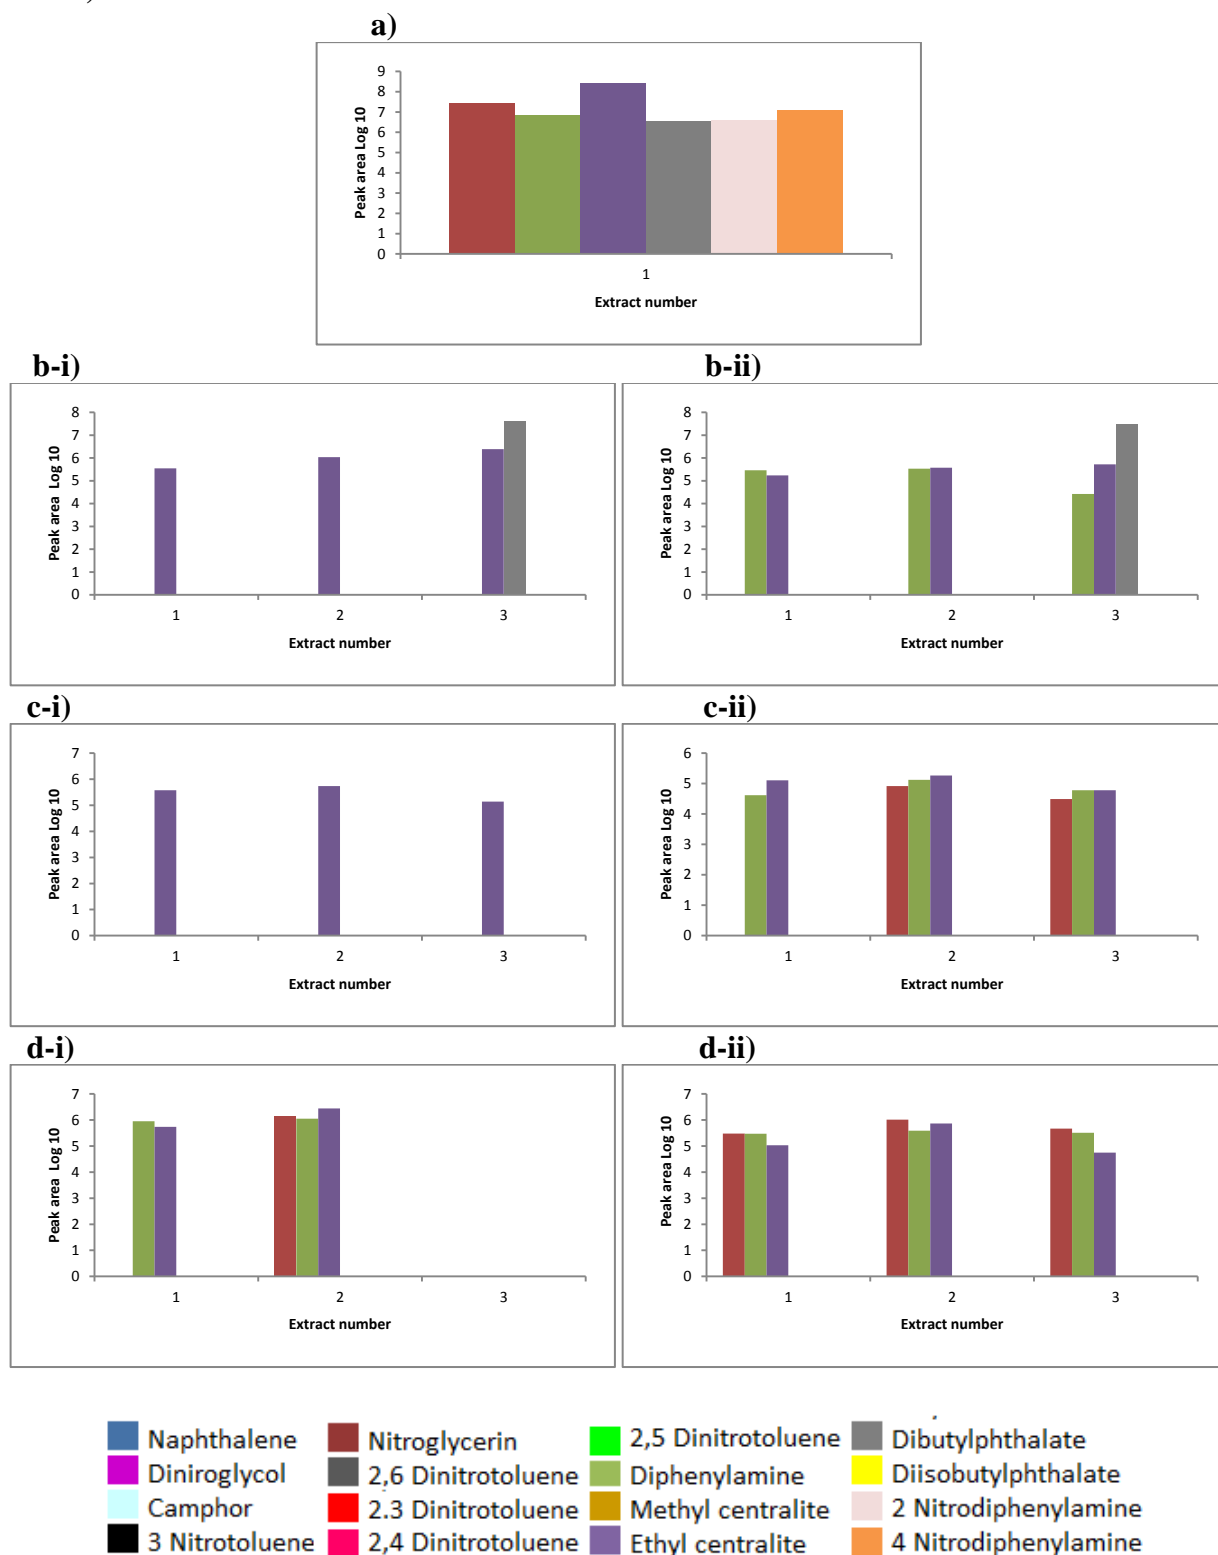 )
a)
9
8
7
6
5
4
3
2
1
0
Peak area Log 10
1
Extract number
b-i)
8
7
6
5
4
3
2
1
0
Peak area Log 10
1 2 3
Extract number
b-ii)
8
7
6
5
4
3
2
1
0
Peak area Log 10
1 2 3
Extract number
c-i)
7
6
5
4
3
2
1
0
Peak area Log 10
1 2 3
Extract number
c-ii)
6
5
4
3
2
1
0
Peak area Log 10
1 2 3
Extract number
d-i)
7
6
5
4
3
2
1
0
Peak area Log 10
1 2 3
Extract number
d-ii)
7
6
5
4
3
2
1
0
Peak area Log 10
1 2 3
Extract number
Naphthalene Nitroglycerin 2,5 Dinitrotoluene Dibutylphthalate
Diniroglycol 2,6 Dinitrotoluene Diphenylamine Diisobutylphthalate
Camphor 2.3 Dinitrotoluene Methyl centralite 2 Nitrodiphenylamine
3 Nitrotoluene 2,4 Dinitrotoluene Ethyl centralite 4 Nitrodiphenylamine